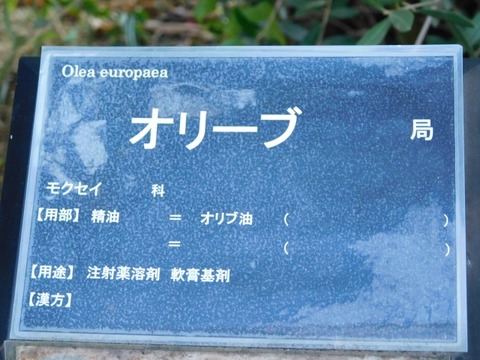 Olea europaea
オリーブ 局
モクセイ 科
【用部】 精油 ＝ オリブ油 （ ）
＝ （ ）
【用途】 注射薬溶剤 軟膏基剤
【漢方】